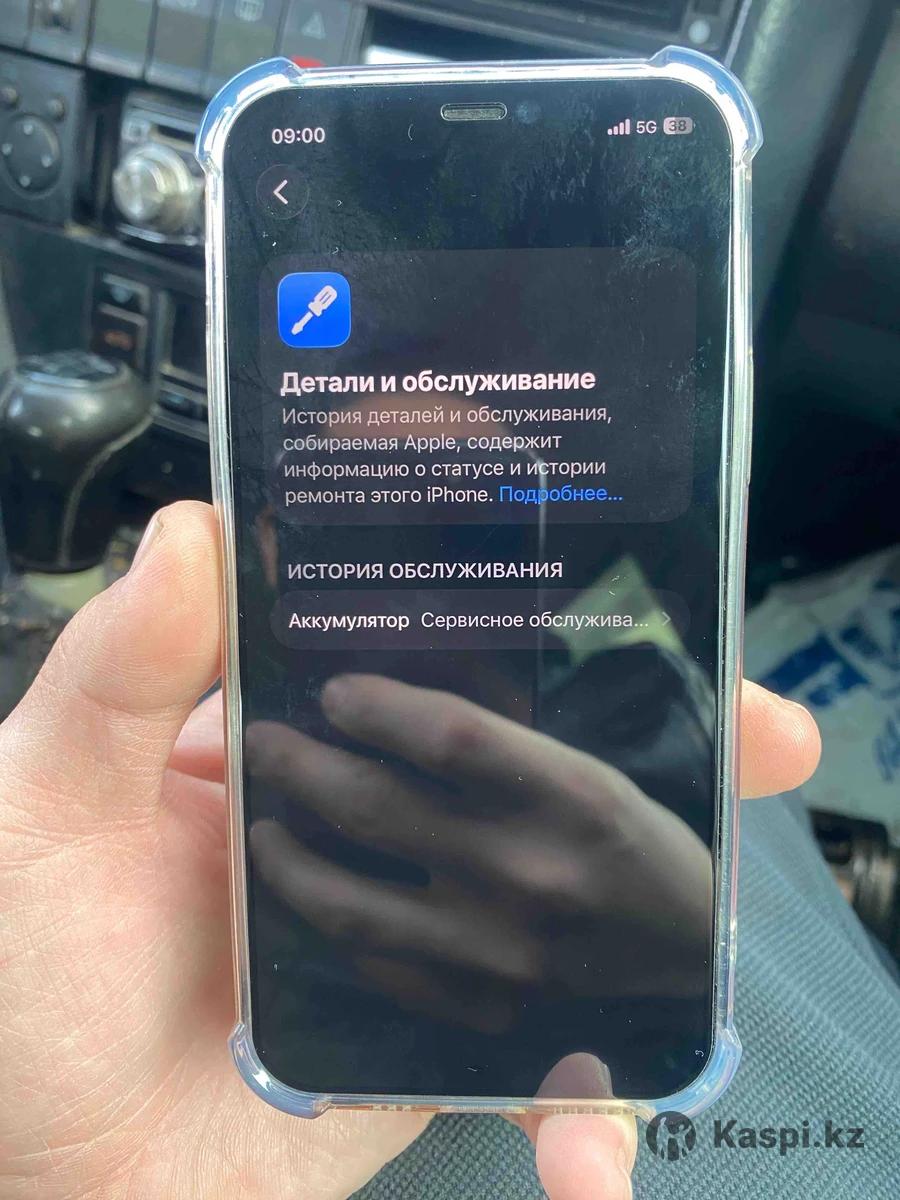 09:00
5G 38
Детали и обслуживание
История деталей и обслуживания,
собираемая Apple, содержит
информацию о статусе и истории
ремонта этого iPhone. Подробнее...
ИСТОРИЯ ОБСЛУЖИВАНИЯ
Аккумулятор Сервисное обслужива...
Kaspi.kz